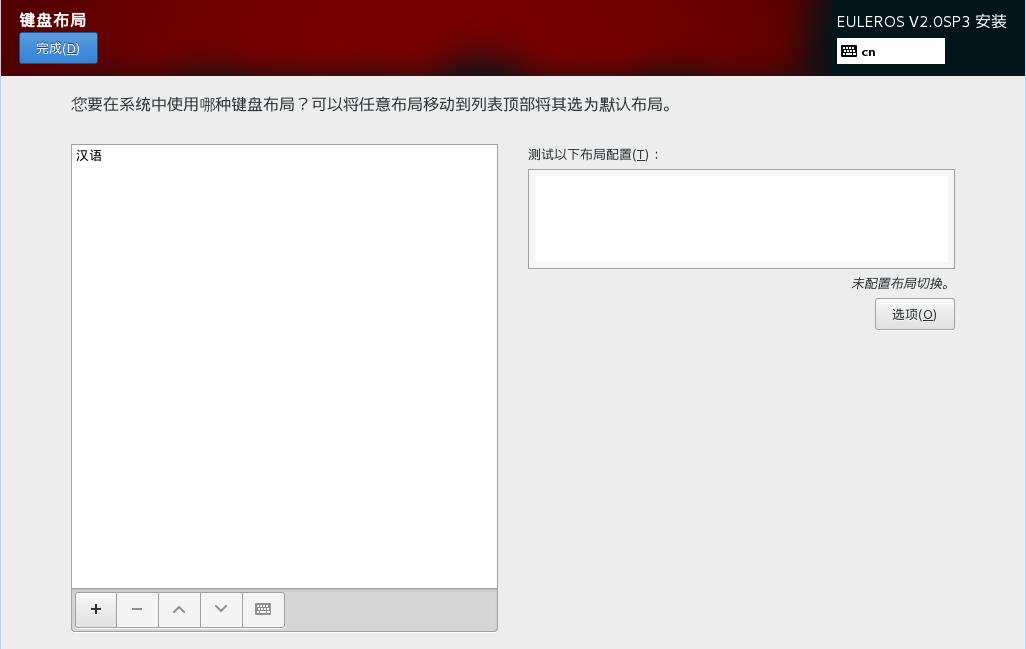 键盘布局
完成(D)
EULEROS V2.0SP3 安装
cn
您要在系统中使用哪种键盘布局？可以将任意布局移动到列表顶部将其选为默认布局。
汉语
测试以下布局配置(T)：
未配置布局切换。
选项(O)